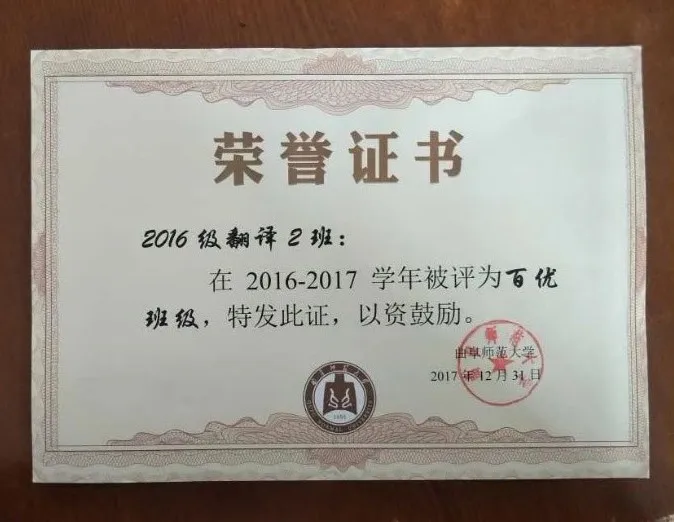 荣誉证书
2016级翻译2班：
在 2016-2017 学年被评为百优
班级，特发此证，以资鼓励。
曲阜师范大学
2017年12月31日